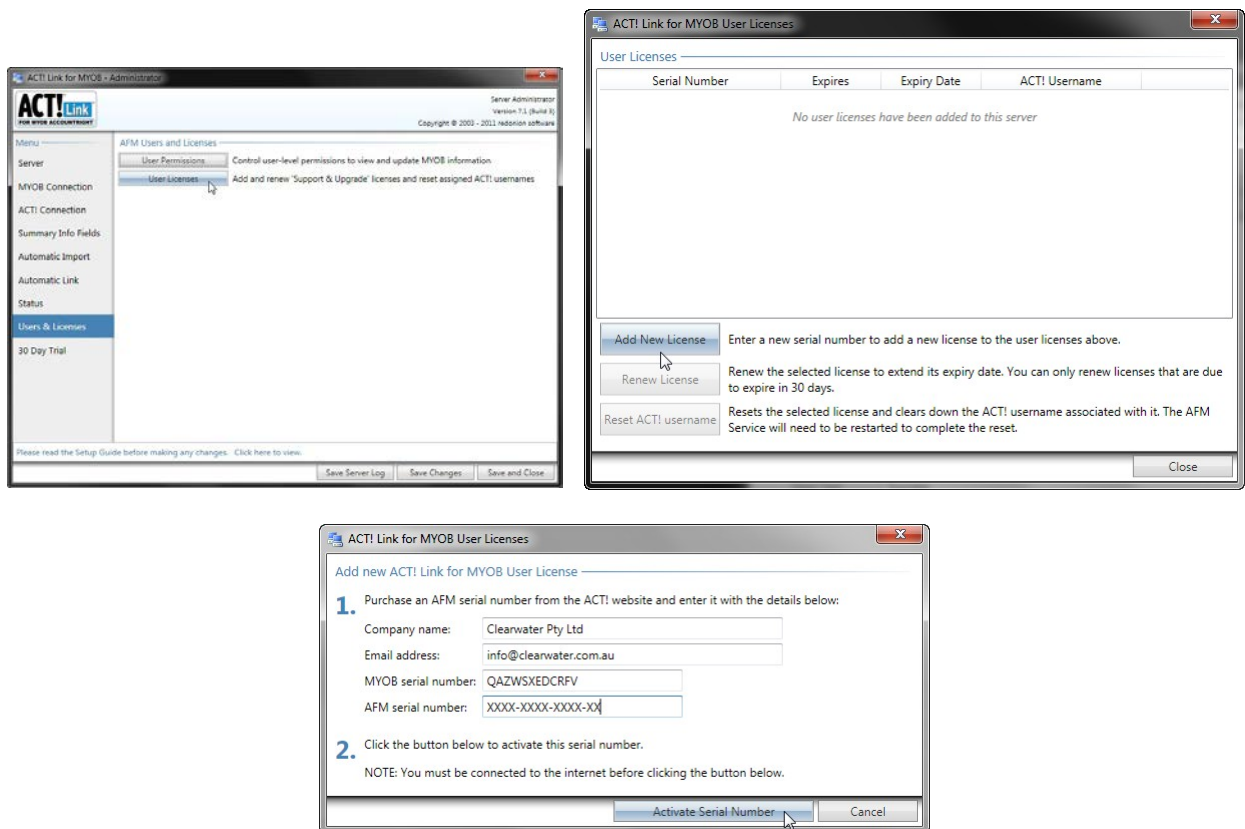 ACT! Link for MYOB - Administrator
ACT! Link
FOR MYOB ACCOUNTRIGHT
Server Administrator
Version 7.1 (build 3)
Copyright © 2003 - 2011 redonion software
Menu
Server
MYOB Connection
ACT! Connection
Summary Info Fields
Automatic Import
Automatic Link
Status
Users & Licenses
30 Day Trial
AFM Users and Licenses
User Permissions Control user-level permissions to view and update MYOB information
User Licenses Add and renew 'Support & Upgrade' licenses and reset assigned ACT! usernames
Please read the Setup Guide before making any changes. Click here to view.
Save Server Log Save Changes Save and Close
ACT! Link for MYOB User Licenses
User Licenses
Serial Number Expires Expiry Date ACT! Username
No user licenses have been added to this server
Add New License Enter a new serial number to add a new license to the user licenses above.
Renew License Renew the selected license to extend its expiry date. You can only renew licenses that are due
to expire in 30 days.
Reset ACT! username Resets the selected license and clears down the ACT! username associated with it. The AFM
Service will need to be restarted to complete the reset.
Close
ACT! Link for MYOB User Licenses
Add new ACT! Link for MYOB User License
1. Purchase an AFM serial number from the ACT! website and enter it with the details below:
Company name: Clearwater Pty Ltd
Email address: info@clearwater.com.au
MYOB serial number: QAZWSXEDCRFV
AFM serial number: XXXX-XXXX-XXXX-XX
2. Click the button below to activate this serial number.
NOTE: You must be connected to the internet before clicking the button below.
Activate Serial Number Cancel